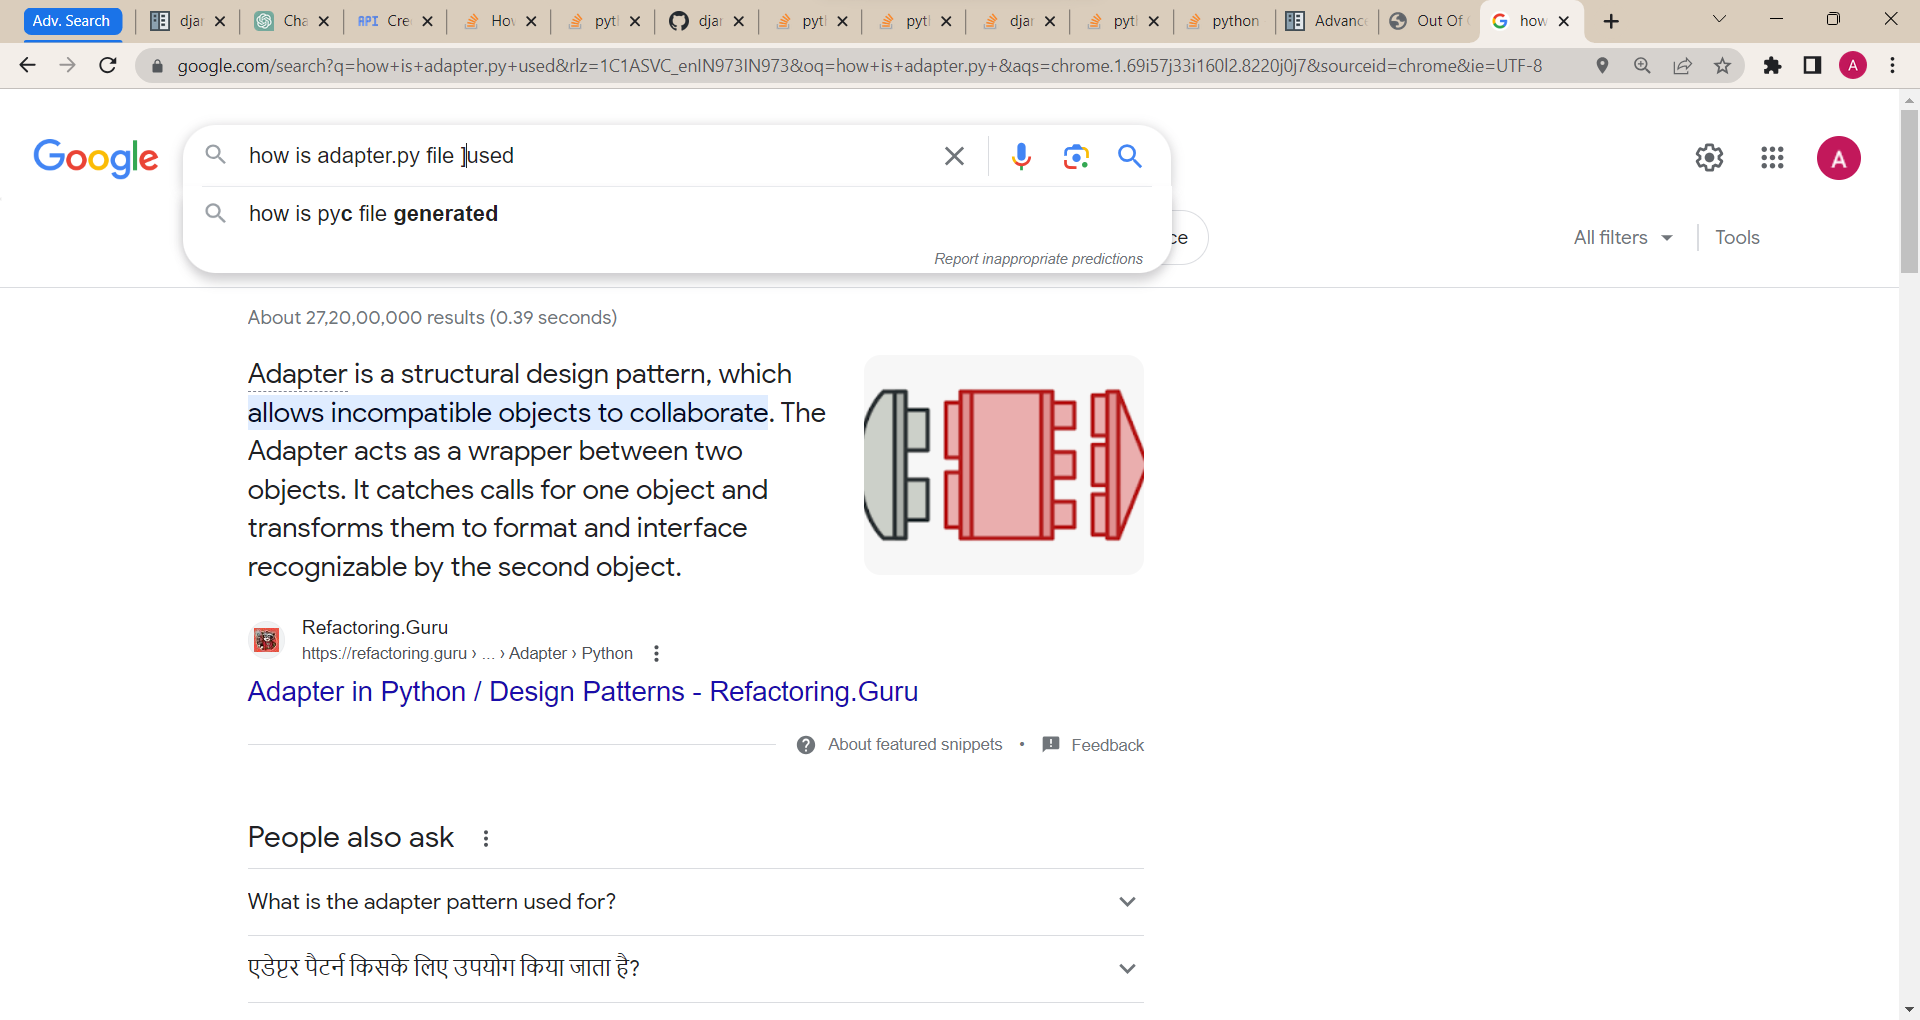 Adv. Search
djar
Cha
API Cre
How
pytl
djar
pytl
pytl
djar
pytl
python
Advance
Out Of
how
google.com/search?q=how+is+adapter.py+used&rlz=1C1ASVC_enIN973IN973&oq=how+is+adapter.py+&aqs=chrome.1.69i57j33i160l2.8220j0j7&sourceid=chrome&ie=UTF-8
A
Google
how is adapter.py file used
A
how is pyc file generated
ce
All filters
Tools
Report inappropriate predictions
About 27,20,00,000 results (0.39 seconds)
Adapter is a structural design pattern, which
allows incompatible objects to collaborate. The
Adapter acts as a wrapper between two
objects. It catches calls for one object and
transforms them to format and interface
recognizable by the second object.
Refactoring.Guru
https://refactoring.guru › ... › Adapter › Python
Adapter in Python / Design Patterns - Refactoring.Guru
About featured snippets • Feedback
People also ask
What is the adapter pattern used for?
एडेप्टर पैटर्न किसके लिए उपयोग किया जाता है?